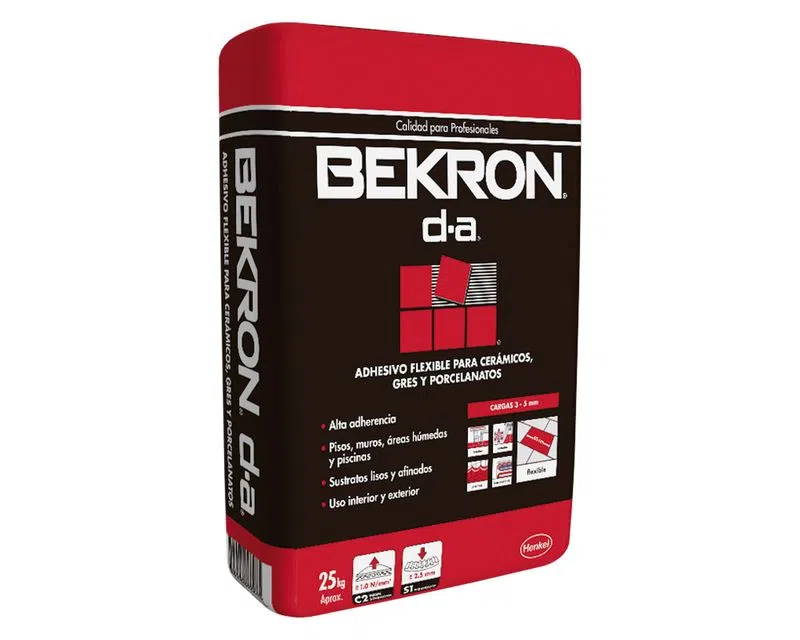 Calidad para Profesionales
BEKRON®
d·a®
ADHESIVO FLEXIBLE PARA CERÁMICOS,
GRES Y PORCELANATOS
• Alta adherencia
• Pisos, muros, áreas húmedas
y piscinas
• Sustratos lisos y afinados
• Uso interior y exterior
CARGAS 3 - 5 mm
flexible
25kg
Aprox.
≥1.0 N/mm²
C2
≥ 2.5 mm
S1
Henkel
BEKRON® d·a®
ADHESIVO FLEXIBLE PARA CERÁMICOS, GRES Y PORCELANATOS